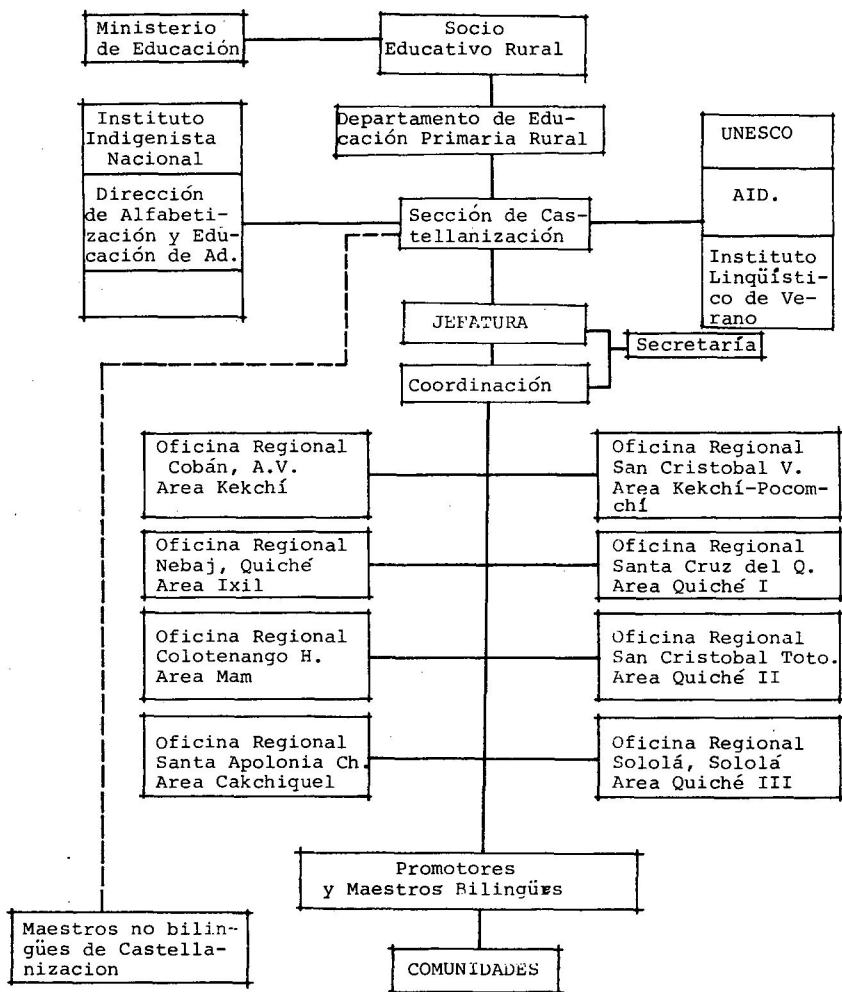 Ministerio
de Educación
Socio
Educativo Rural
Departamento de Edu-
cación Primaria Rural
Instituto
Indigenista
Nacional
Dirección
de Alfabeti-
zación y Edu-
cación de Ad.
Sección de Cas-
tellanización
UNESCO
AID.
Instituto
Linqüísti-
co de Ve-
rano
JEFATURA
Secretaría
Coordinación
Oficina Regional
Cobán, A.V.
Area Kekchí
Oficina Regional
San Cristobal V.
Area Kekchí-Pocom-
chí
Oficina Regional
Nebaj, Quiché
Area Ixil
Oficina Regional
Santa Cruz del Q.
Area Quiché I
Oficina Regional
Colotenango H.
Area Mam
Oficina Regional
San Cristobal Toto.
Area Quiché II
Oficina Regional
Santa Apolonia Ch.
Area Cakchiquel
Oficina Regional
Sololá, Sololá
Area Quiché III
Promotores
y Maestros Bilingües
Maestros no bilin-
gües de Castella-
nizacion
COMUNIDADES